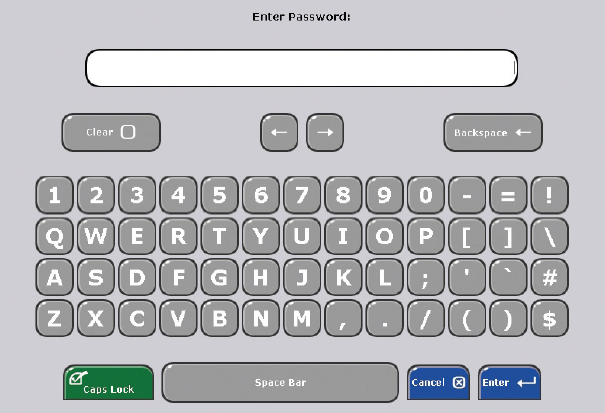 Enter Password:
Clear ← → Backspace ←
1 2 3 4 5 6 7 8 9 0 - = !
Q W E R T Y U I O P [ ] \
A S D F G H J K L ; ' ` #
Z X C V B N M , . / ( ) $
Caps Lock Space Bar Cancel Enter